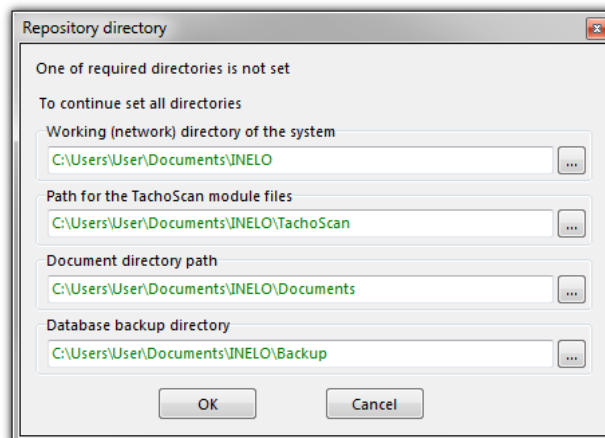 Repository directory
One of required directories is not set
To continue set all directories
Working (network) directory of the system
C:\Users\User\Documents\INELO
...
Path for the TachoScan module files
C:\Users\User\Documents\INELO\TachoScan
...
Document directory path
C:\Users\User\Documents\INELO\Documents
...
Database backup directory
C:\Users\User\Documents\INELO\Backup
...
OK
Cancel